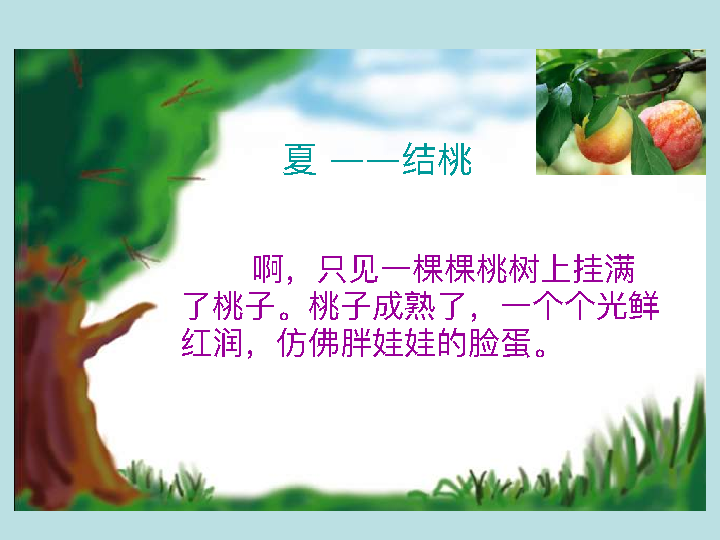 夏 ——结桃
啊，只见一棵棵桃树上挂满
了桃子。桃子成熟了，一个个光鲜
红润，仿佛胖娃娃的脸蛋。